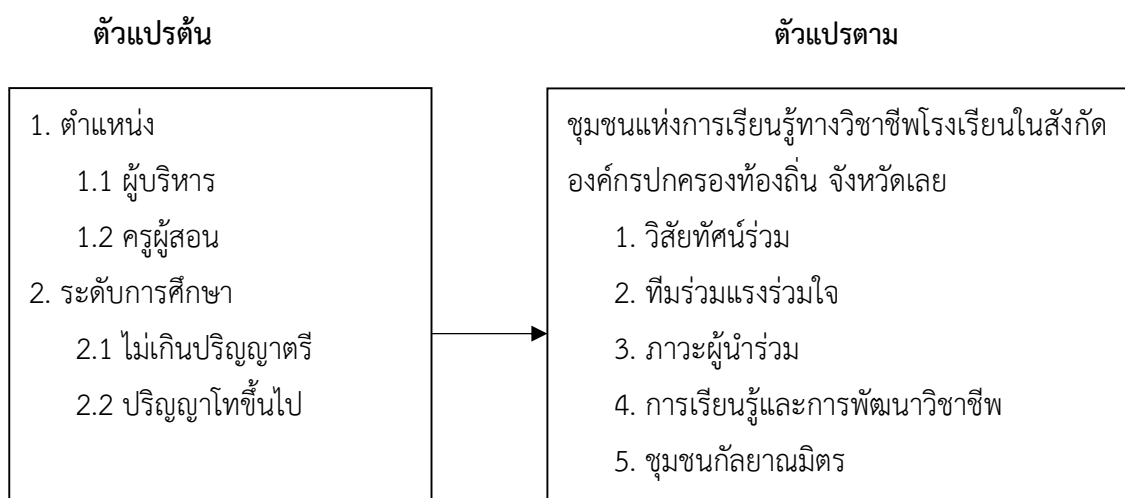 ตัวแปรต้น
ตัวแปรตาม
1. ตำแหน่ง
1.1 ผู้บริหาร
1.2 ครูผู้สอน
2. ระดับการศึกษา
2.1 ไม่เกินปริญญาตรี
2.2 ปริญญาโทขึ้นไป
ชุมชนแห่งการเรียนรู้ทางวิชาชีพโรงเรียนในสังกัด
องค์กรปกครองท้องถิ่น จังหวัดเลย
1. วิสัยทัศน์ร่วม
2. ทีมร่วมแรงร่วมใจ
3. ภาวะผู้นำร่วม
4. การเรียนรู้และการพัฒนาวิชาชีพ
5. ชุมชนกัลยาณมิตร